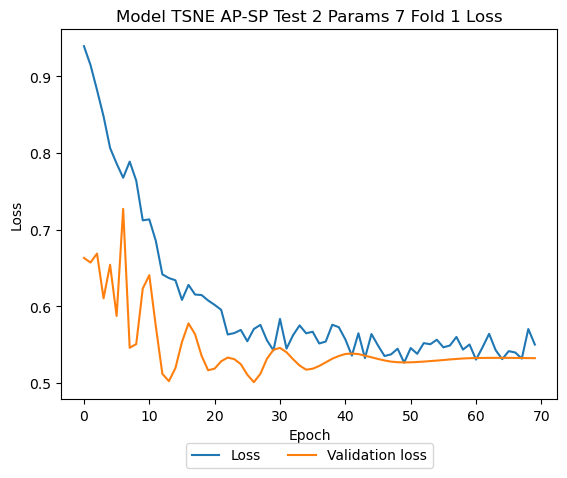 Model TSNE AP-SP Test 2 Params 7 Fold 1 Loss
0.9
0.8
0.7
0.6
0.5
Loss
0 10 20 30 40 50 60 70
Epoch
Loss Validation loss